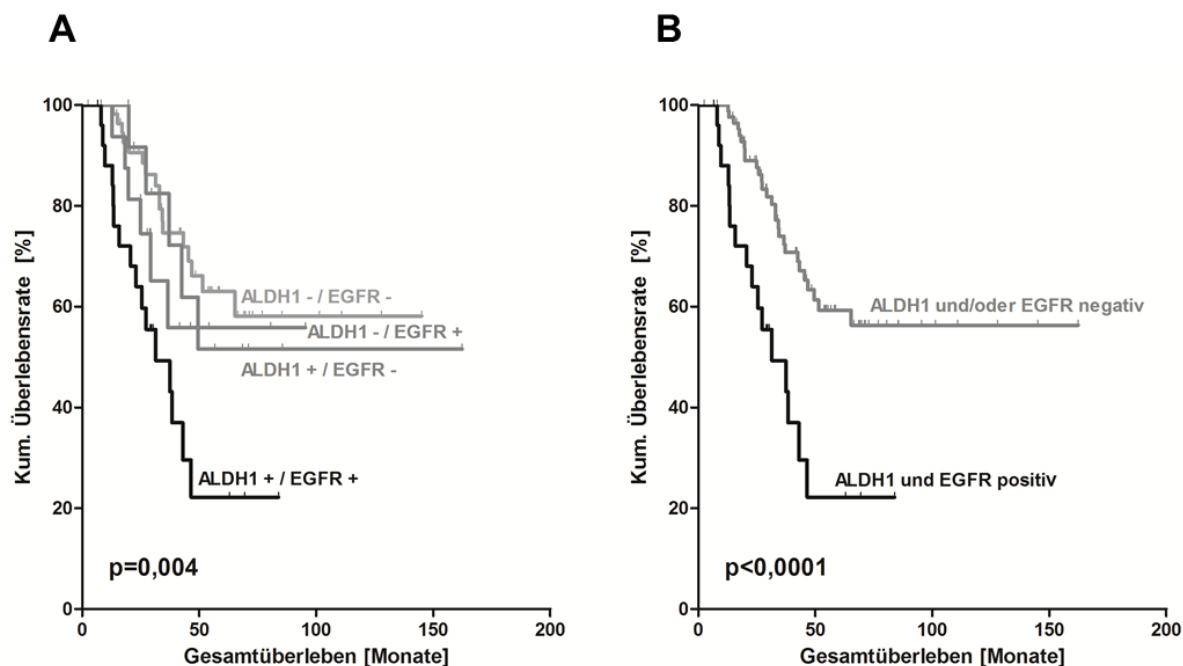 A
Kum. Überlebensrate [%]
100
80
60
40
20
0
ALDH1 - / EGFR -
ALDH1 - / EGFR +
ALDH1 + / EGFR -
ALDH1 + / EGFR +
p=0,004
0 50 100 150 200
Gesamtüberleben [Monate]
B
Kum. Überlebensrate [%]
100
80
60
40
20
0
ALDH1 und/oder EGFR negativ
ALDH1 und EGFR positiv
p<0,0001
0 50 100 150 200
Gesamtüberleben [Monate]